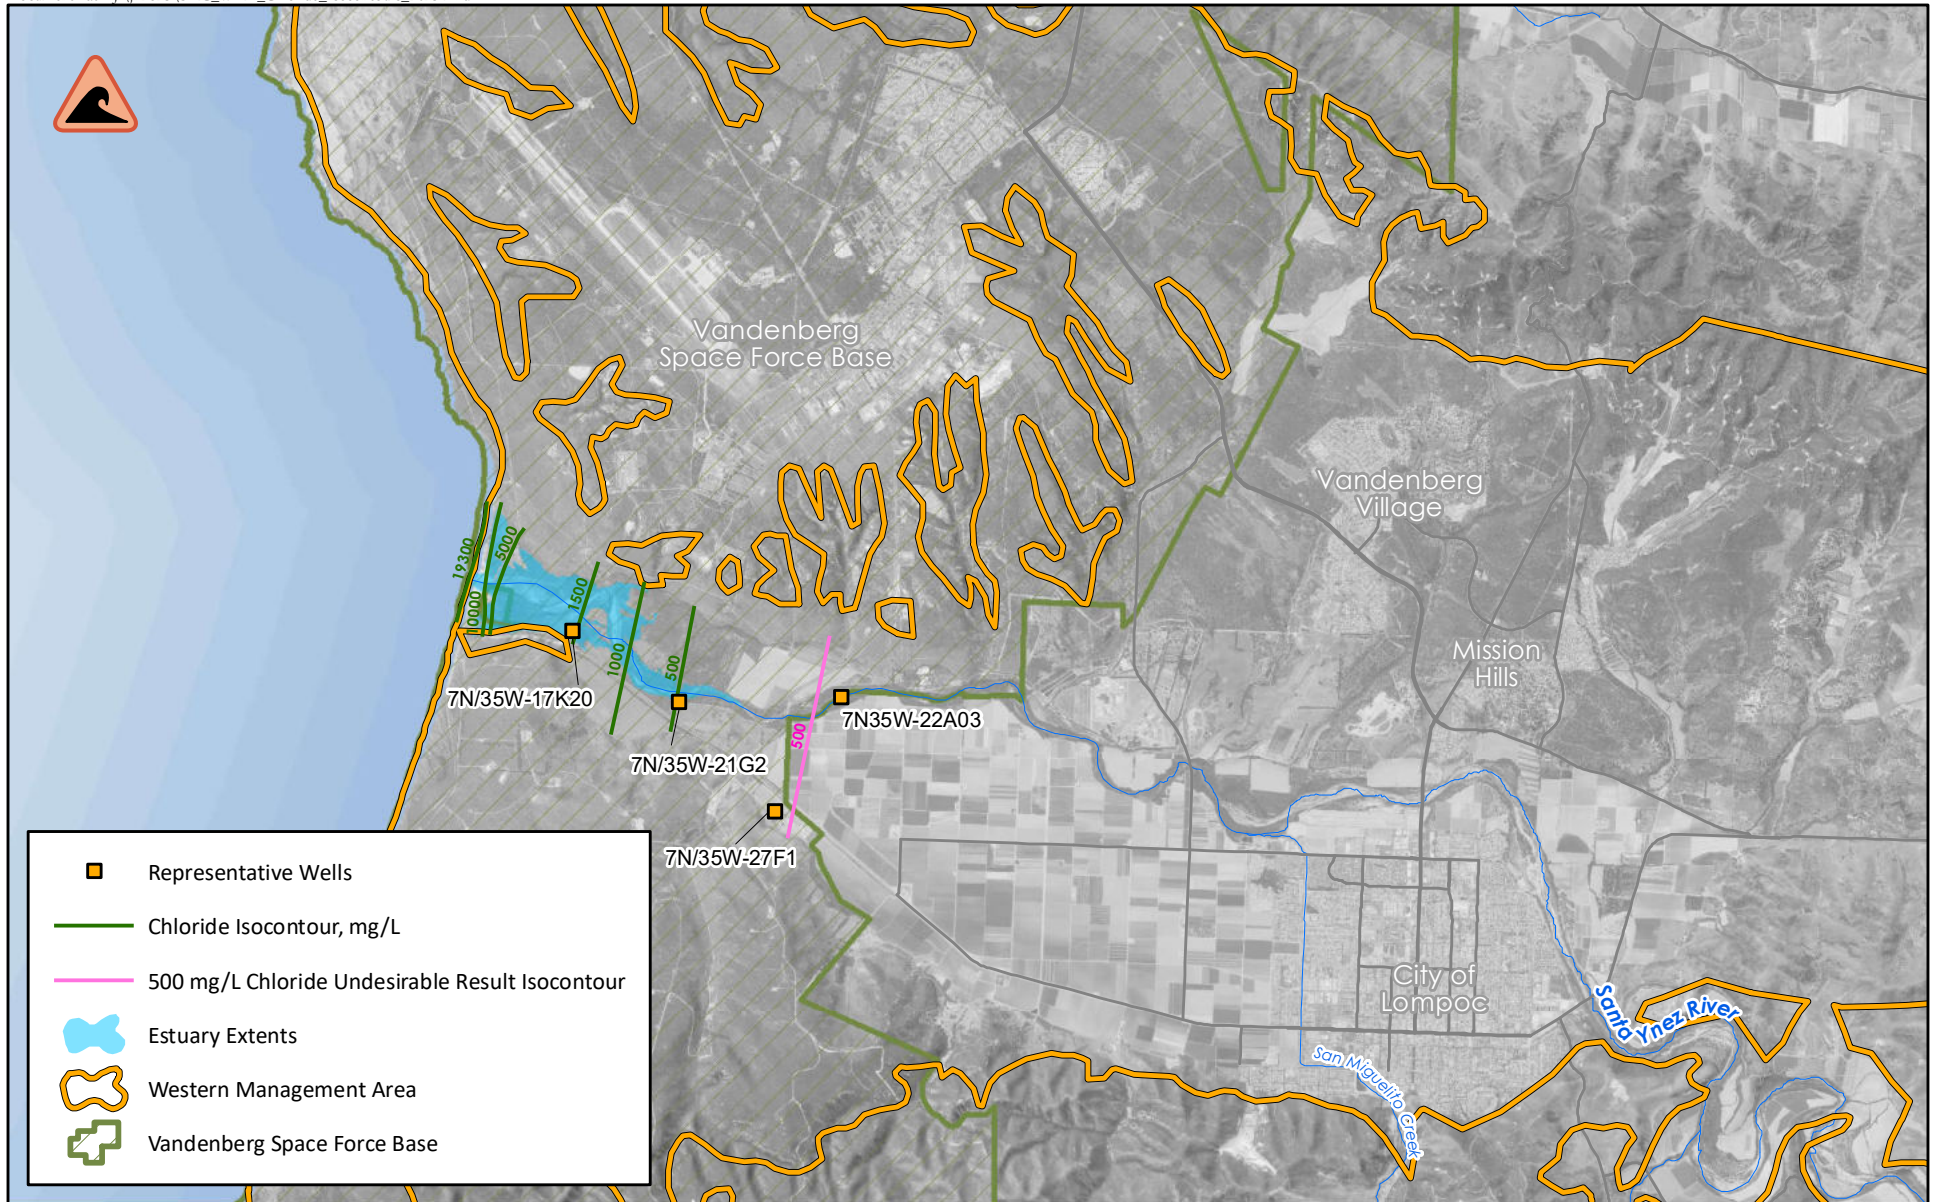 Vandenberg
Space Force Base
Vandenberg
Village
19300
5000
10000
1500
1000
500
Mission
Hills
7N/35W-17K20
7N35W-22A03
500
7N/35W-21G2
7N/35W-27F1
City of
Lompoc
Santa Ynez River
San Miguelito Creek
Representative Wells
Chloride Isocontour, mg/L
500 mg/L Chloride Undesirable Result Isocontour
Estuary Extents
Western Management Area
Vandenberg Space Force Base